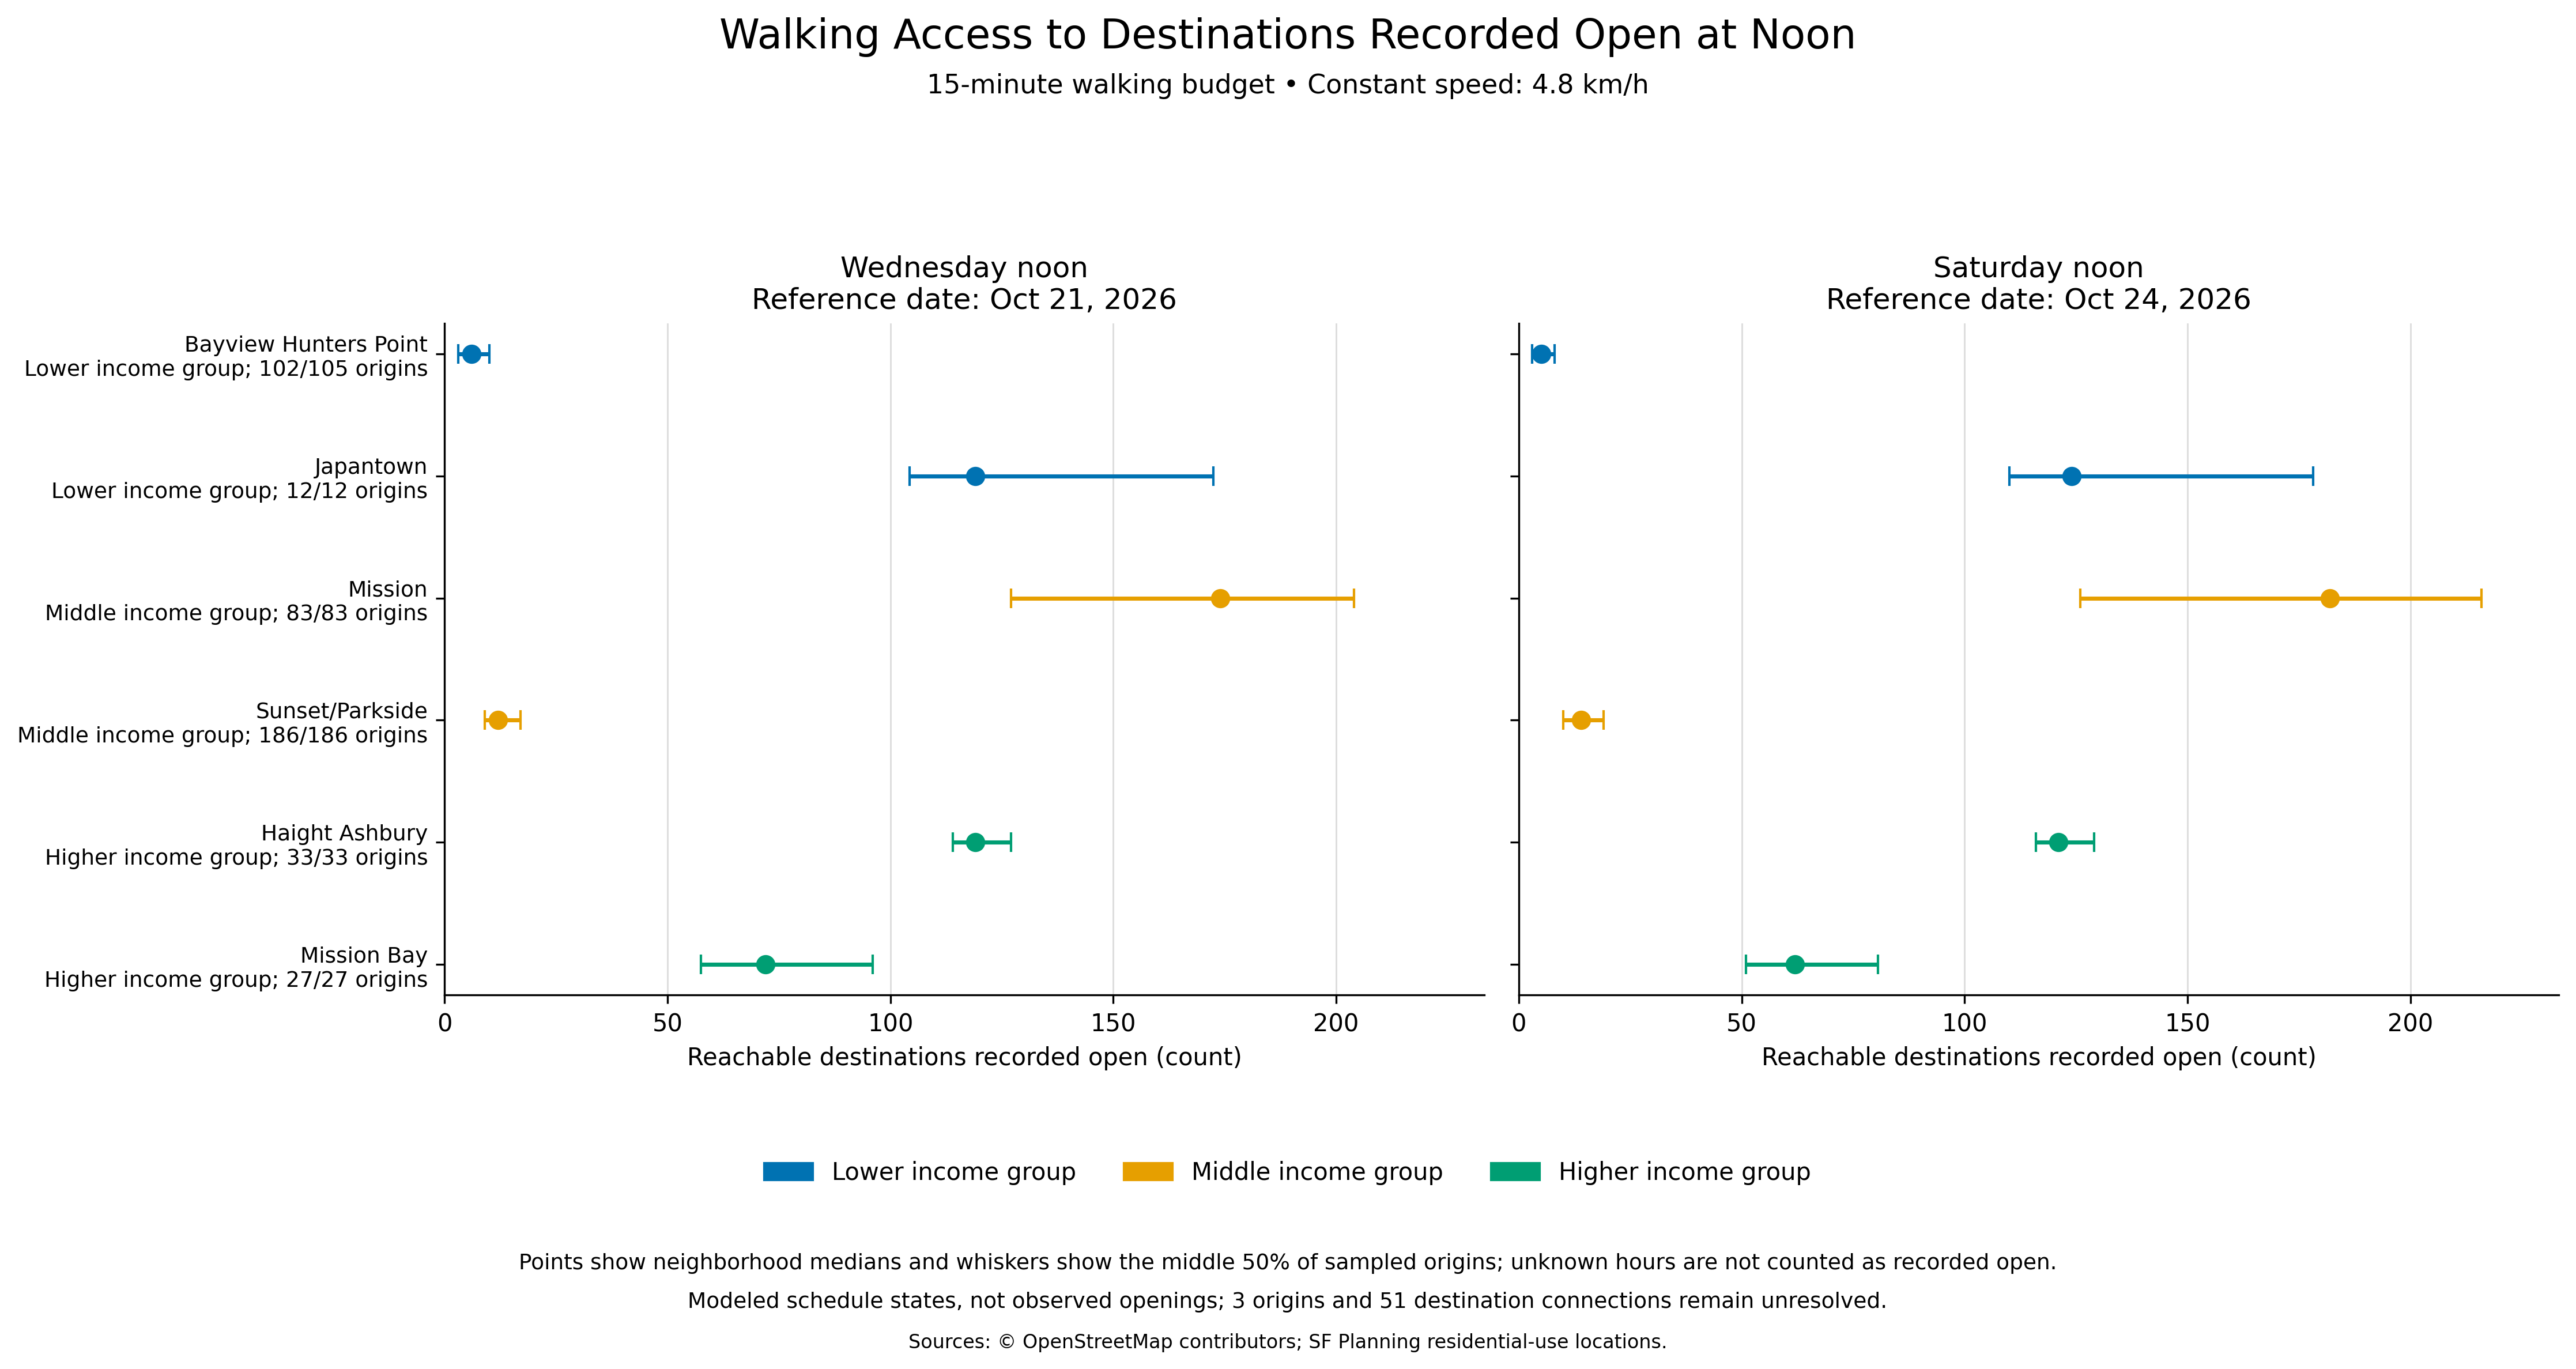 Walking Access to Destinations Recorded Open at Noon
15-minute walking budget • Constant speed: 4.8 km/h
Wednesday noon
Reference date: Oct 21, 2026
Saturday noon
Reference date: Oct 24, 2026
Bayview Hunters Point
Lower income group; 102/105 origins
Japantown
Lower income group; 12/12 origins
Mission
Middle income group; 83/83 origins
Sunset/Parkside
Middle income group; 186/186 origins
Haight Ashbury
Higher income group; 33/33 origins
Mission Bay
Higher income group; 27/27 origins
0 50 100 150 200
Reachable destinations recorded open (count)
0 50 100 150 200
Reachable destinations recorded open (count)
Lower income group
Middle income group
Higher income group
Points show neighborhood medians and whiskers show the middle 50% of sampled origins; unknown hours are not counted as recorded open.
Modeled schedule states, not observed openings; 3 origins and 51 destination connections remain unresolved.
Sources: © OpenStreetMap contributors; SF Planning residential-use locations.